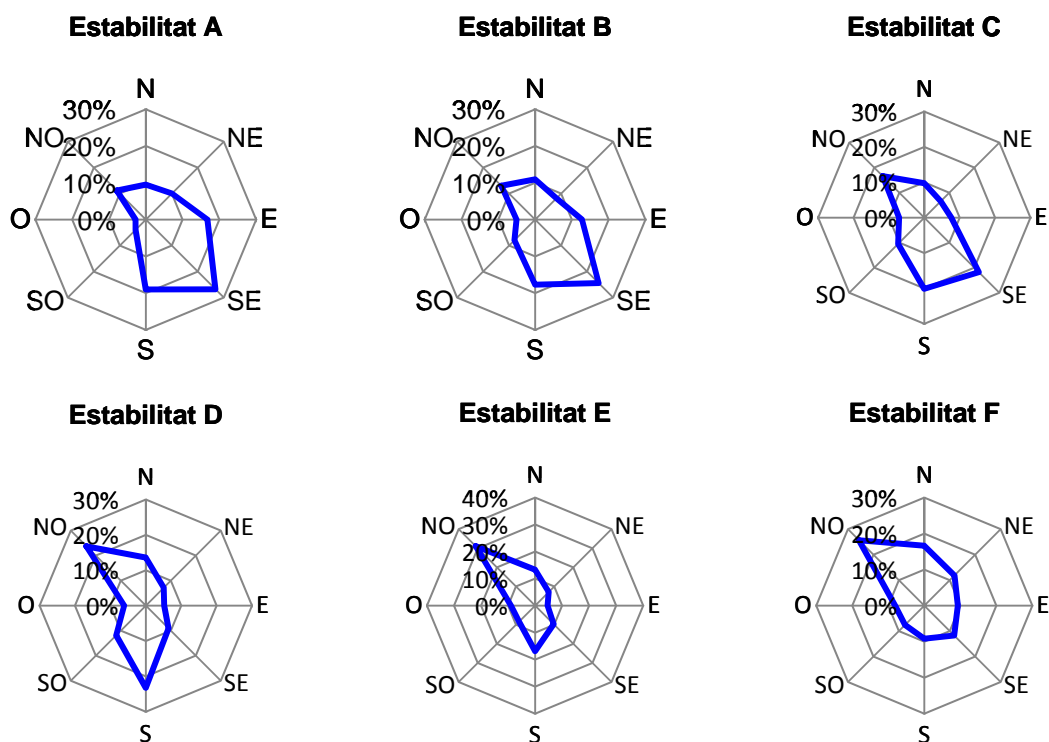 Estabilitat A
N
30%
NO
20%
NE
10%
O
0%
E
SO
SE
S
Estabilitat B
N
30%
NO
20%
NE
10%
O
0%
E
SO
SE
S
Estabilitat C
N
30%
NO
20%
NE
10%
O
0%
E
SO
SE
S
Estabilitat D
N
30%
NO
20%
NE
10%
O
0%
E
SO
SE
S
Estabilitat E
N
40%
NO
30%
NE
20%
10%
O
0%
E
SO
SE
S
Estabilitat F
N
30%
NO
20%
NE
10%
O
0%
E
SO
SE
S